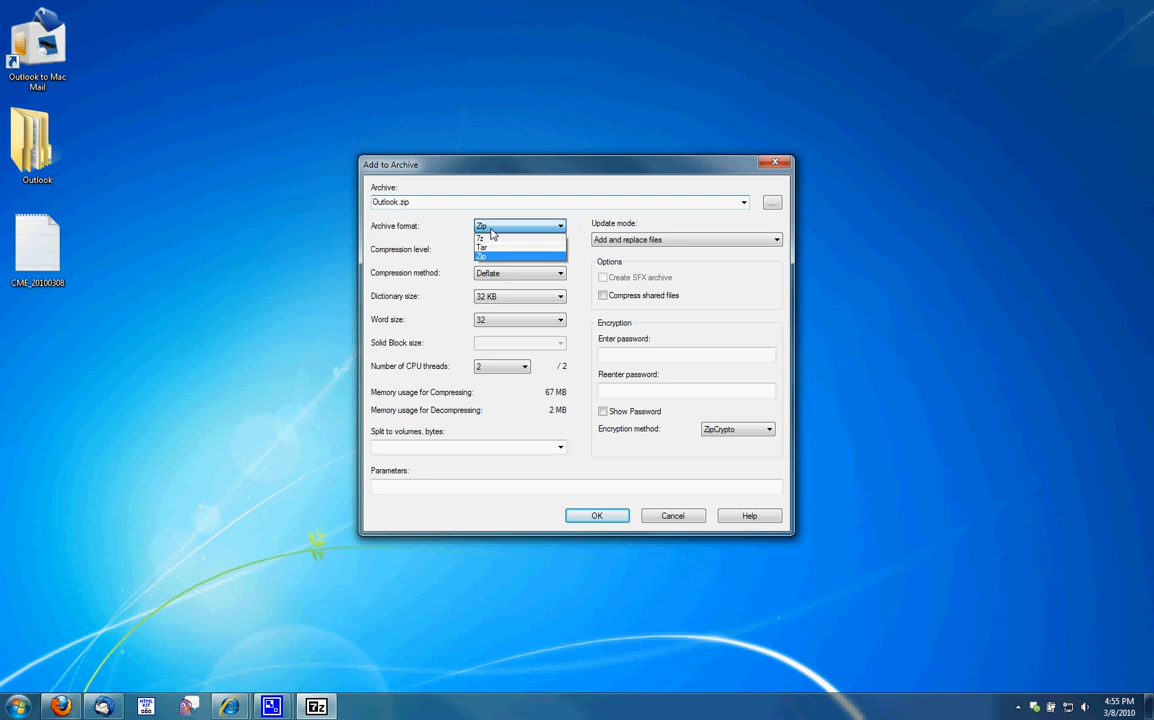 Outlook to Mac
Mail
Outlook
CME_20100308
Add to Archive
Archive:
Outlook.zip
...
Archive format:
Zip
7z
Tar
Zip
Compression level:
Compression method:
Deflate
Dictionary size:
32 KB
Word size:
32
Solid Block size:
Number of CPU threads:
2
/ 2
Memory usage for Compressing:
67 MB
Memory usage for Decompressing:
2 MB
Split to volumes, bytes:
Update mode:
Add and replace files
Options
Create SFX archive
Compress shared files
Encryption
Enter password:
Reenter password:
Show Password
Encryption method:
ZipCrypto
Parameters:
OK
Cancel
Help
HTML
KIT
7z
4:55 PM
3/8/2010